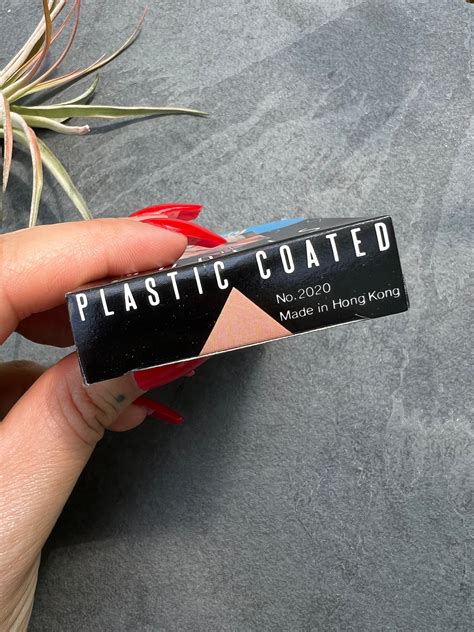 PLASTIC COATED
No.2020
Made in Hong Kong